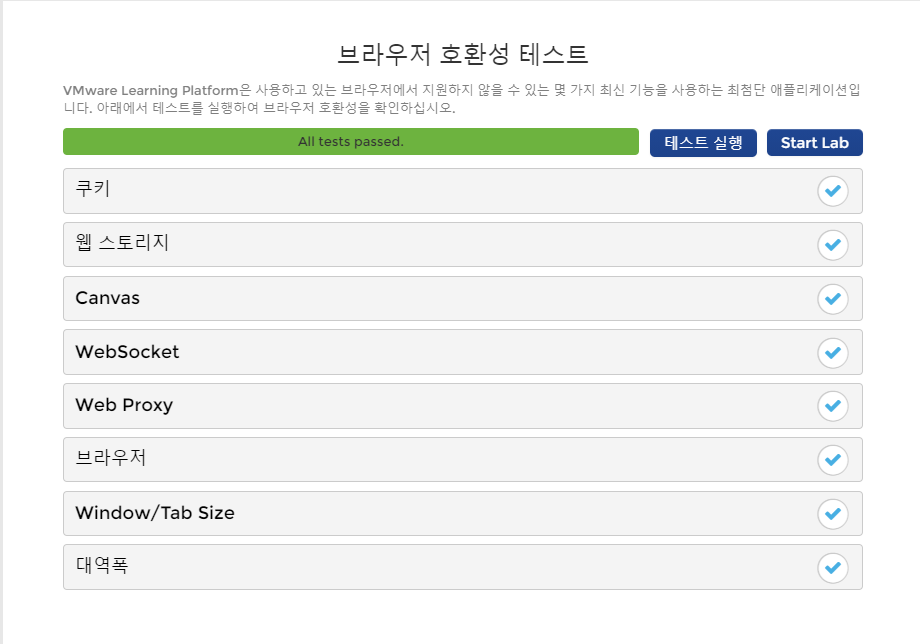 브라우저 호환성 테스트
VMware Learning Platform은 사용하고 있는 브라우저에서 지원하지 않을 수 있는 몇 가지 최신 기능을 사용하는 최첨단 애플리케이션입
니다. 아래에서 테스트를 실행하여 브라우저 호환성을 확인하십시오.
All tests passed. 테스트 실행 Start Lab
쿠키
웹 스토리지
Canvas
WebSocket
Web Proxy
브라우저
Window/Tab Size
대역폭